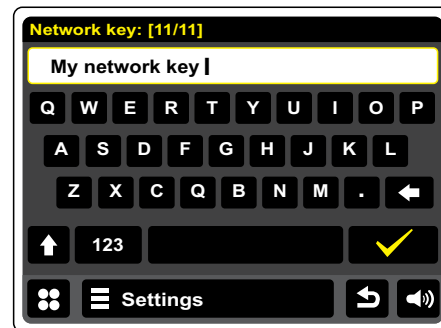 Network key: [11/11]
My network key
Q W E R T Y U I O P
A S D F G H J K L
Z X C Q B N M .
123
Settings